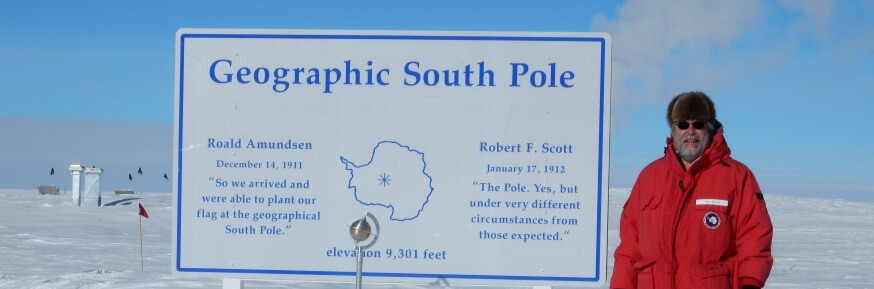 Geographic South Pole
Roald Amundsen
December 14, 1911
"So we arrived and
were able to plant our
flag at the geographical
South Pole."
Robert F. Scott
January 17, 1912
"The Pole. Yes, but
under very different
circumstances from
those expected."
elevation 9,301 feet